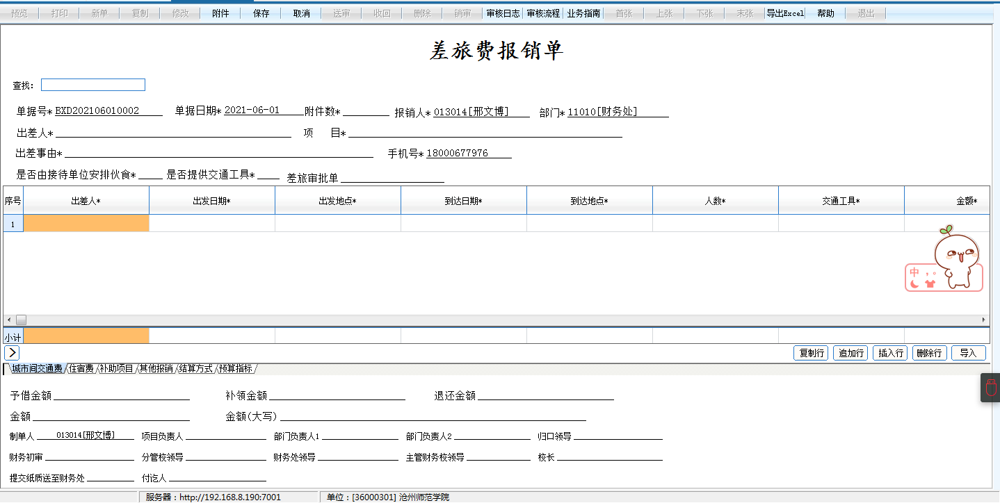 预览 打印 新单 复制 修改 附件 保存 取消 送审 收回 删除 销审 审核日志 审核流程 业务指南 首张 上张 下张 末张 导出Excel 帮助 退出
差旅费报销单
查找：
单据号* BXD202106010002 单据日期* 2021-06-01 附件数* 报销人* 013014[邢文博] 部门* 11010[财务处]
出差人* 项 目*
出差事由* 手机号* 18000677976
是否由接待单位安排伙食* 是否提供交通工具* 差旅审批单
序号 出差人* 出发日期* 出发地点* 到达日期* 到达地点* 人数* 交通工具* 金额*
1
中 ，。
小计
复制行 追加行 插入行 删除行 导入
城市间交通费 住宿费 补助项目 其他报销 结算方式 预算指标
予借金额 补领金额 退还金额
金额 金额(大写)
制单人 013014[邢文博] 项目负责人 部门负责人1 部门负责人2 归口领导
财务初审 分管校领导 财务处领导 主管财务校领导 校长
提交纸质送至财务处 付讫人
服务器：http://192.168.8.190:7001 单位：[36000301] 沧州师范学院